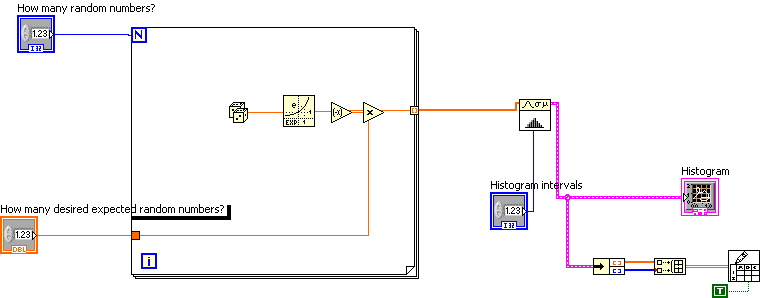 How many random numbers?
1.23
I32
N
e
-1
EXP. 1
(-x)
x
σ μ
Histogram intervals
1.23
I32
Histogram
How many desired expected random numbers?
1.23
DBL
i
T